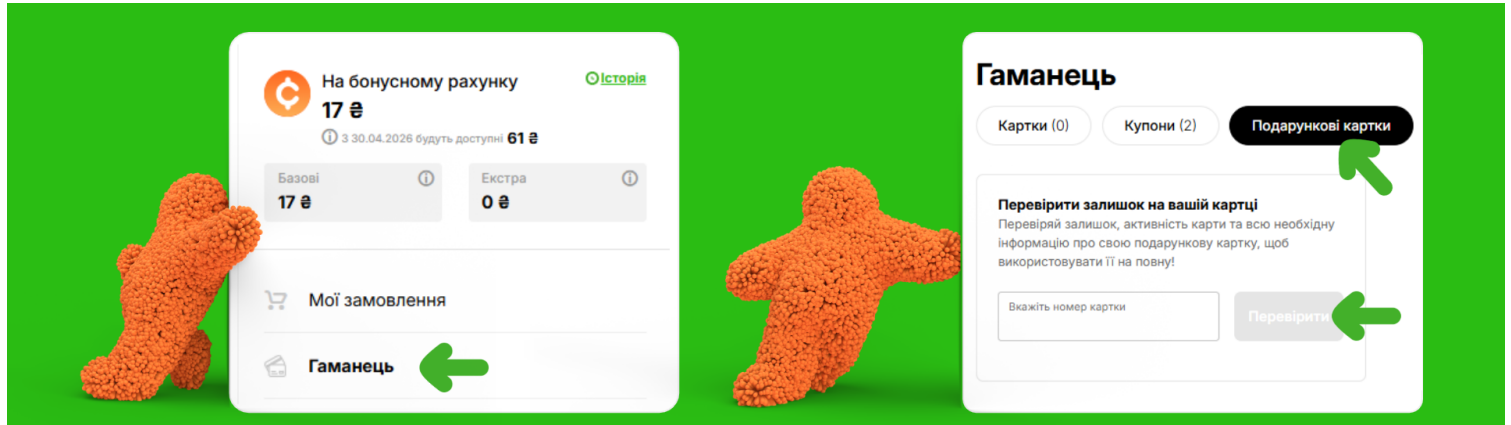 На бонусному рахунку
Історія
17 ₴
З 30.04.2026 будуть доступні 61 ₴
Базові
Екстра
17 ₴
0 ₴
Мої замовлення
Гаманець
Гаманець
Картки (0)
Купони (2)
Подарункові картки
Перевірити залишок на вашій картці
Перевіряй залишок, активність карти та всю необхідну
інформацію про свою подарункову картку, щоб
використовувати її на повну!
Вкажіть номер картки
Перевірити